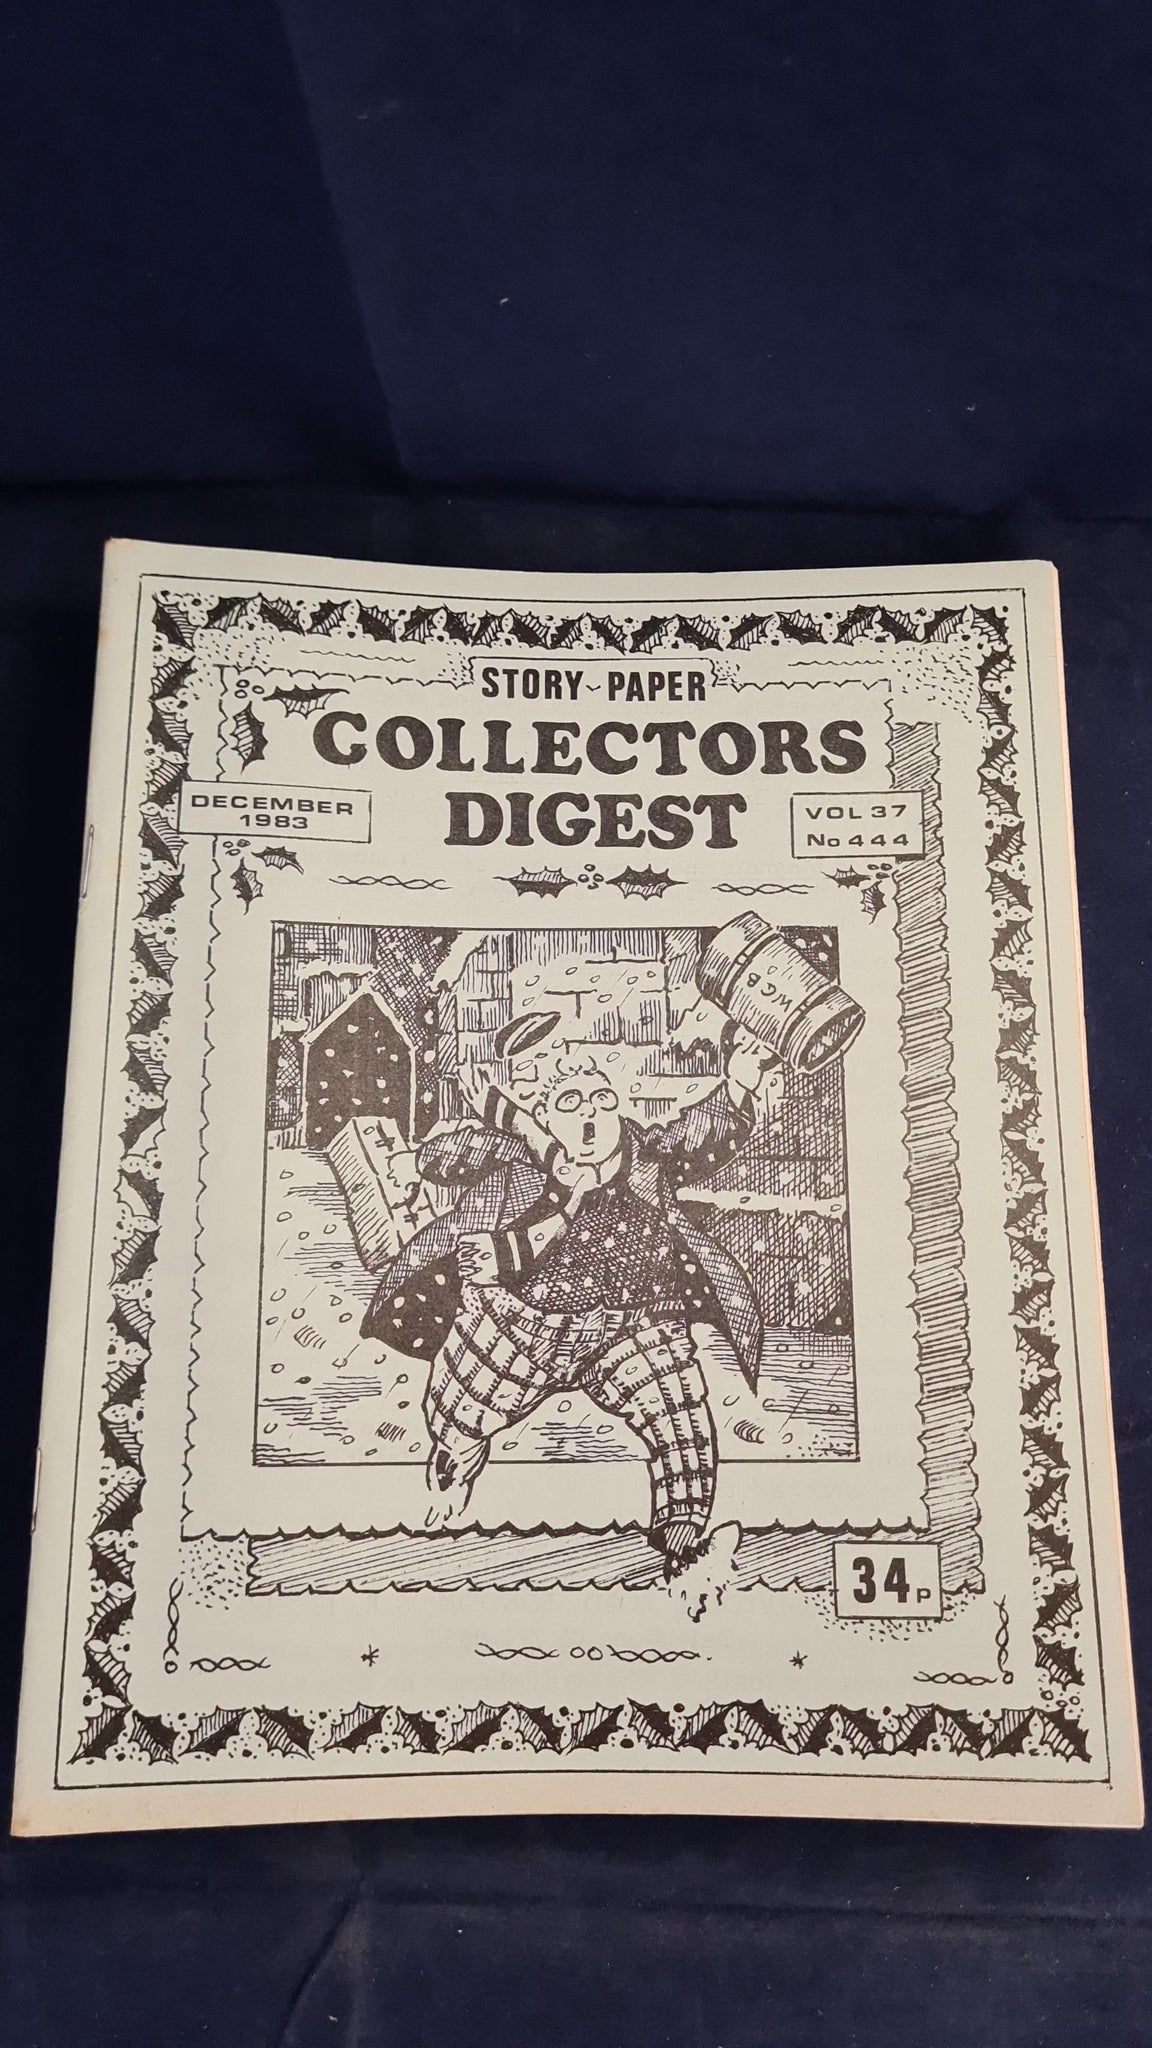 STORY-PAPER
COLLECTORS
DIGEST
DECEMBER
1983
VOL 37
No 444
W.G.B
34P